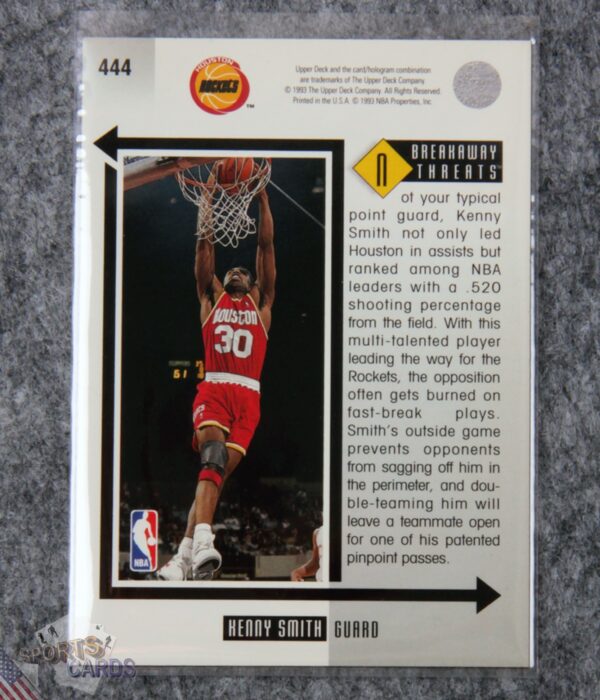 444
HOUSTON
ROCKETS
TM
Upper Deck and the card/hologram combination
are trademarks of The Upper Deck Company.
© 1993 The Upper Deck Company. All Rights Reserved.
Printed in the U.S.A. © 1993 NBA Properties, Inc.
BREAKAWAY
THREATS
N
of your typical
point guard, Kenny
Smith not only led
Houston in assists but
ranked among NBA
leaders with a .520
shooting percentage
from the field. With this
multi-talented player
leading the way for the
Rockets, the opposition
often gets burned on
fast-break plays.
Smith's outside game
prevents opponents
from sagging off him in
the perimeter, and dou-
ble-teaming him will
leave a teammate open
for one of his patented
pinpoint passes.
HOUSTON
30
CLIPPERS
51
NBA
KENNY SMITH GUARD
SPORTS
CARDS